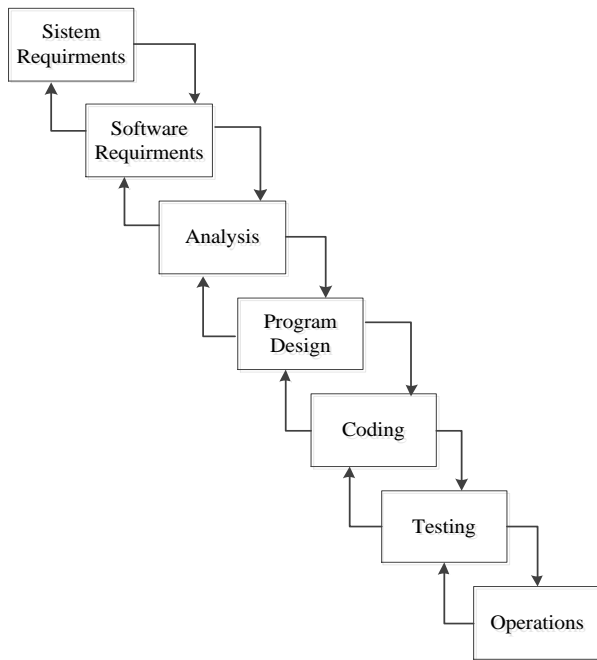 Sistem
Requirments
Software
Requirments
Analysis
Program
Design
Coding
Testing
Operations